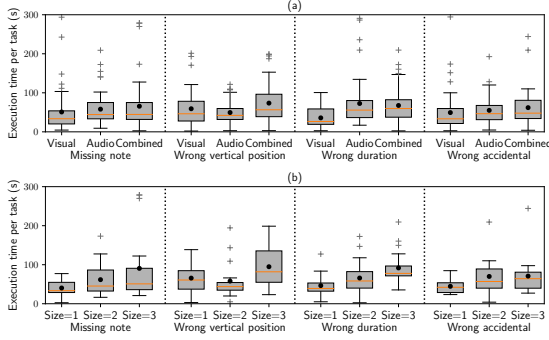 (a)
Execution time per task (s)
300
200
100
0
Visual Audio Combined Visual Audio Combined Visual Audio Combined Visual Audio Combined
Missing note Wrong vertical position Wrong duration Wrong accidental
(b)
Execution time per task (s)
300
200
100
0
Size=1 Size=2 Size=3 Size=1 Size=2 Size=3 Size=1 Size=2 Size=3 Size=1 Size=2 Size=3
Missing note Wrong vertical position Wrong duration Wrong accidental